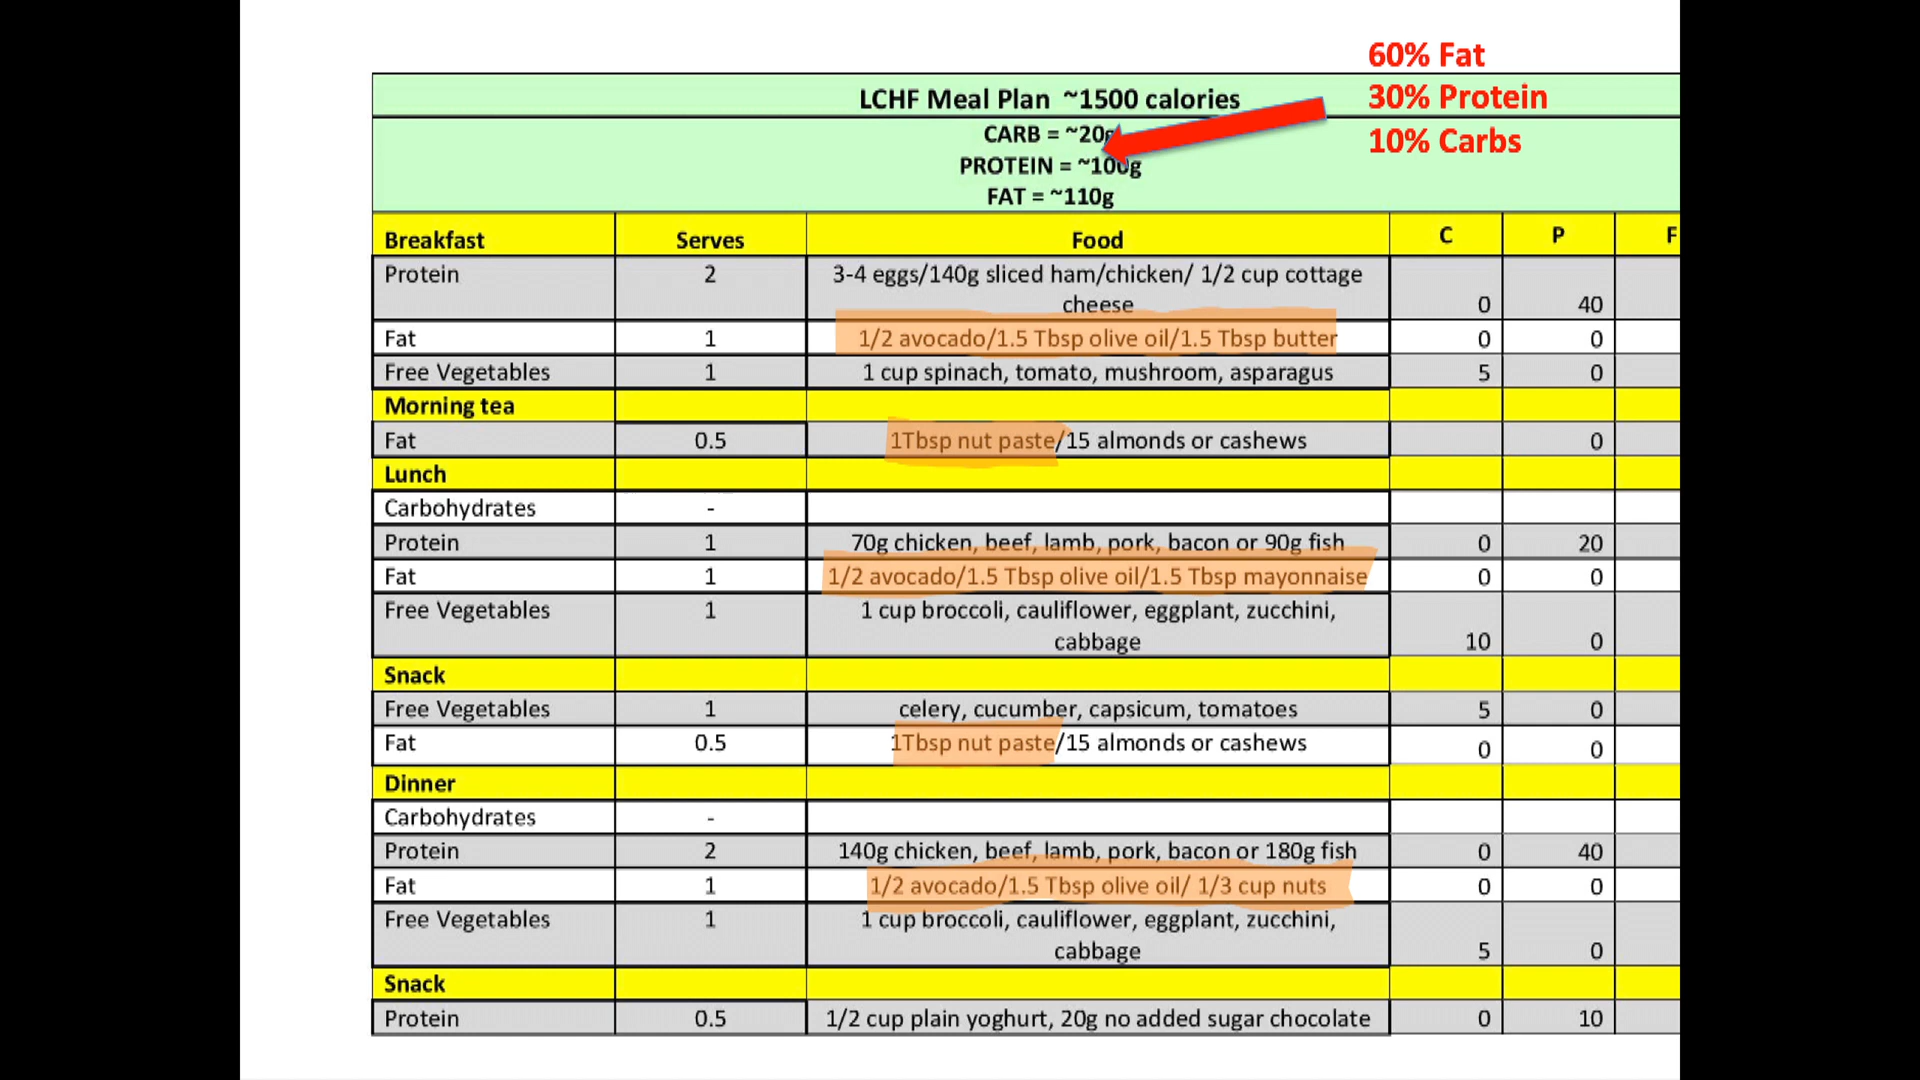 60% Fat
LCHF Meal Plan ~1500 calories
30% Protein
CARB = ~20g
10% Carbs
PROTEIN = ~100g
FAT = ~110g
Breakfast Serves Food C P F
Protein 2 3-4 eggs/140g sliced ham/chicken/ 1/2 cup cottage
cheese 0 40
Fat 1 1/2 avocado/1.5 Tbsp olive oil/1.5 Tbsp butter 0 0
Free Vegetables 1 1 cup spinach, tomato, mushroom, asparagus 5 0
Morning tea
Fat 0.5 1Tbsp nut paste/15 almonds or cashews 0
Lunch
Carbohydrates -
Protein 1 70g chicken, beef, lamb, pork, bacon or 90g fish 0 20
Fat 1 1/2 avocado/1.5 Tbsp olive oil/1.5 Tbsp mayonnaise 0 0
Free Vegetables 1 1 cup broccoli, cauliflower, eggplant, zucchini,
cabbage 10 0
Snack
Free Vegetables 1 celery, cucumber, capsicum, tomatoes 5 0
Fat 0.5 1Tbsp nut paste/15 almonds or cashews 0 0
Dinner
Carbohydrates -
Protein 2 140g chicken, beef, lamb, pork, bacon or 180g fish 0 40
Fat 1 1/2 avocado/1.5 Tbsp olive oil/ 1/3 cup nuts 0 0
Free Vegetables 1 1 cup broccoli, cauliflower, eggplant, zucchini,
cabbage 5 0
Snack
Protein 0.5 1/2 cup plain yoghurt, 20g no added sugar chocolate 0 10